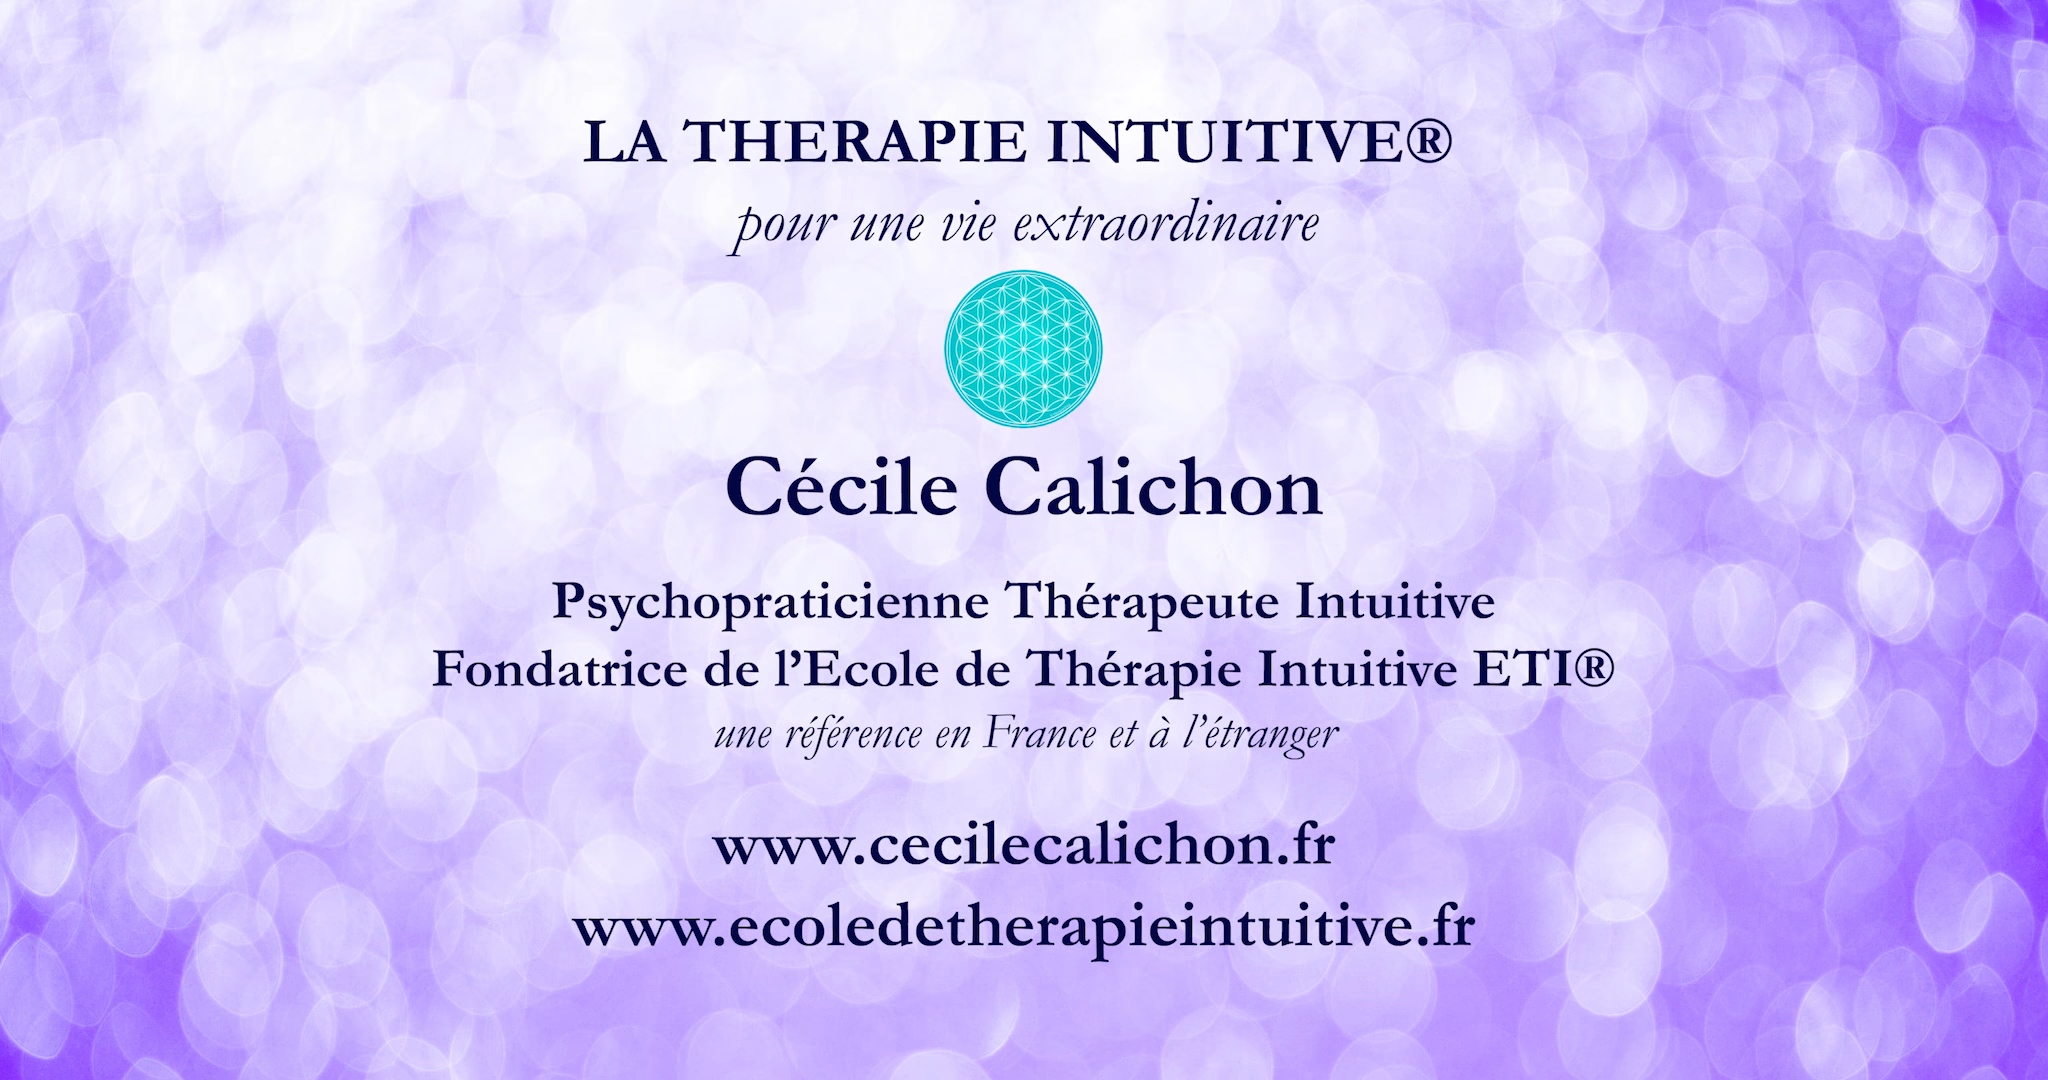 LA THERAPIE INTUITIVE®
pour une vie extraordinaire
Cécile Calichon
Psychopraticienne Thérapeute Intuitive
Fondatrice de l’Ecole de Thérapie Intuitive ETI®
une référence en France et à l’étranger
www.cecilecalichon.fr
www.ecoledetherapieintuitive.fr